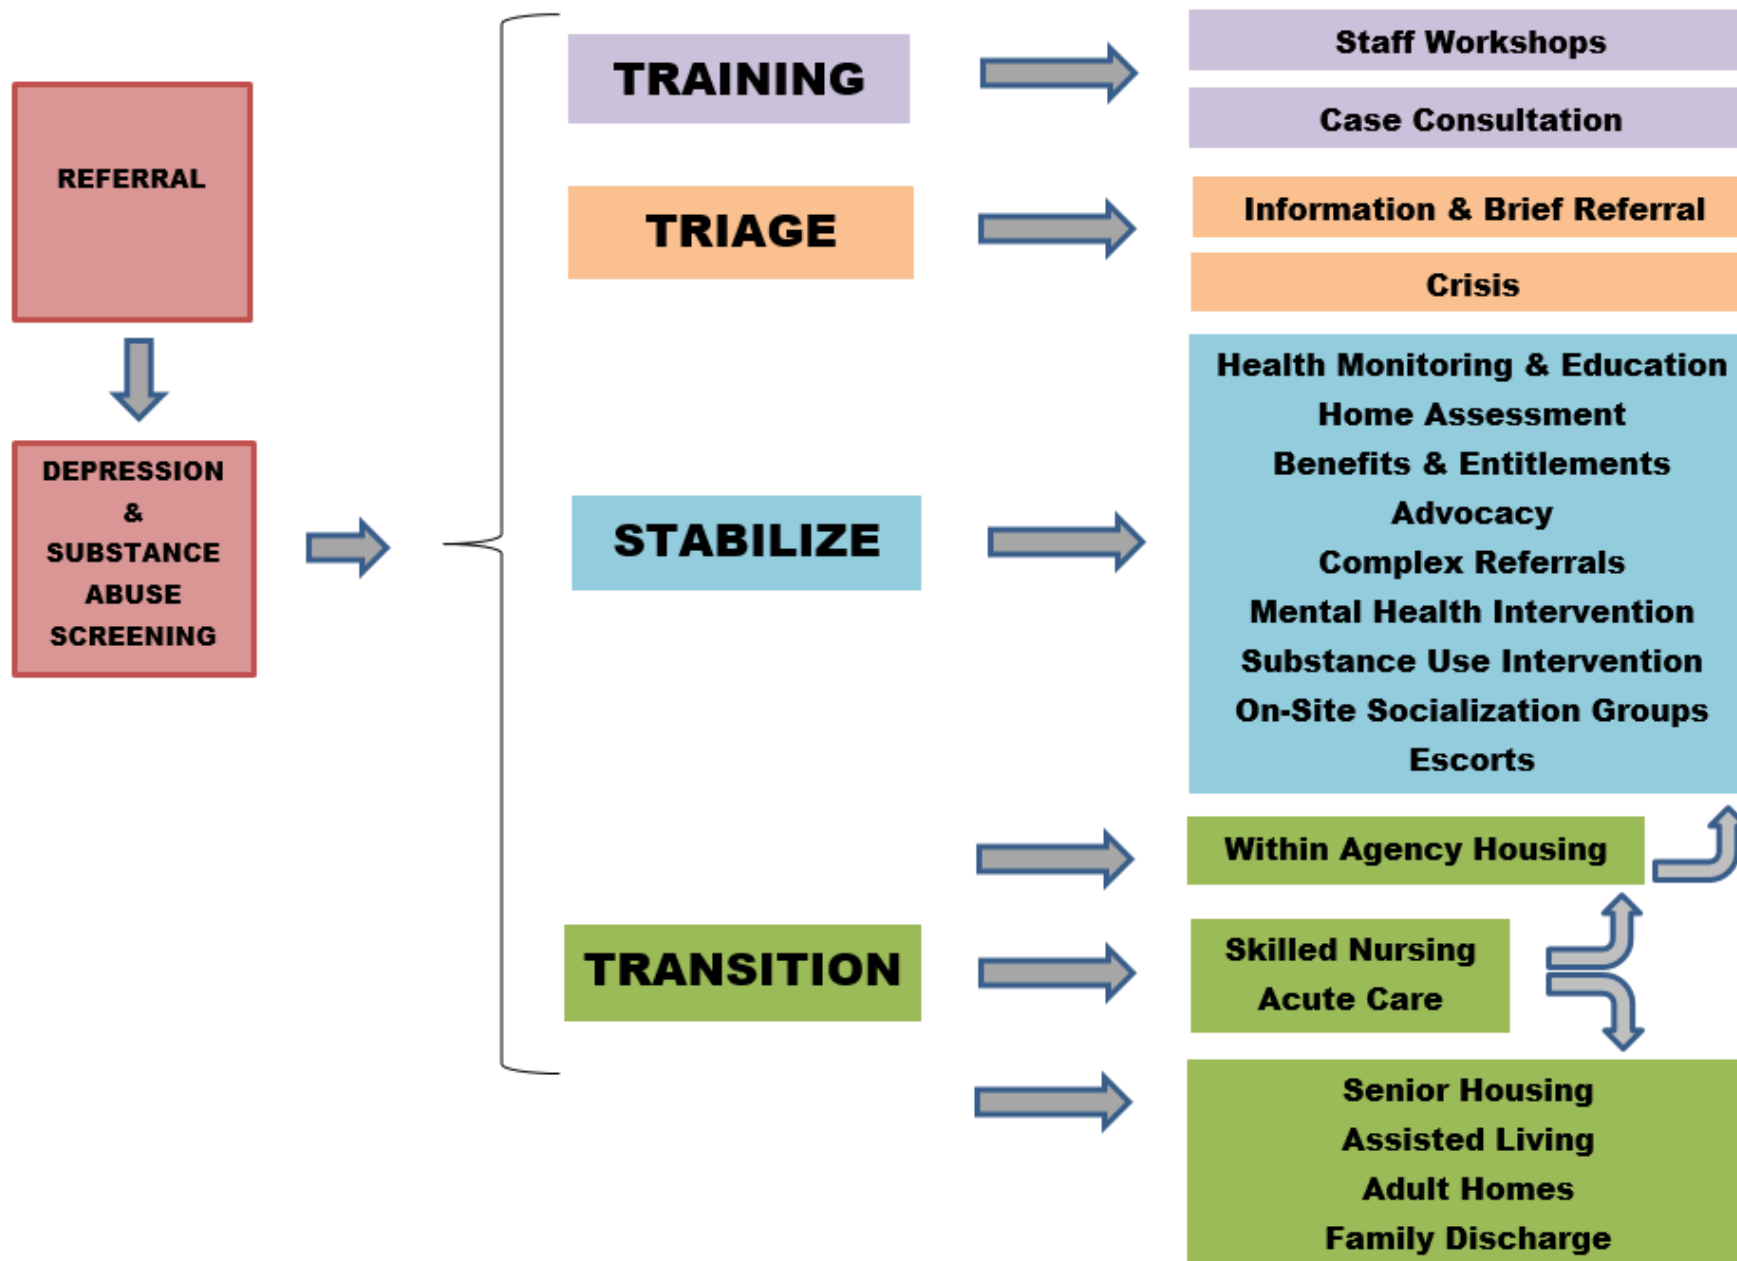 REFERRAL
DEPRESSION
&
SUBSTANCE
ABUSE
SCREENING
TRAINING
Staff Workshops
Case Consultation
TRIAGE
Information & Brief Referral
Crisis
STABILIZE
Health Monitoring & Education
Home Assessment
Benefits & Entitlements
Advocacy
Complex Referrals
Mental Health Intervention
Substance Use Intervention
On-Site Socialization Groups
Escorts
TRANSITION
Within Agency Housing
Skilled Nursing
Acute Care
Senior Housing
Assisted Living
Adult Homes
Family Discharge